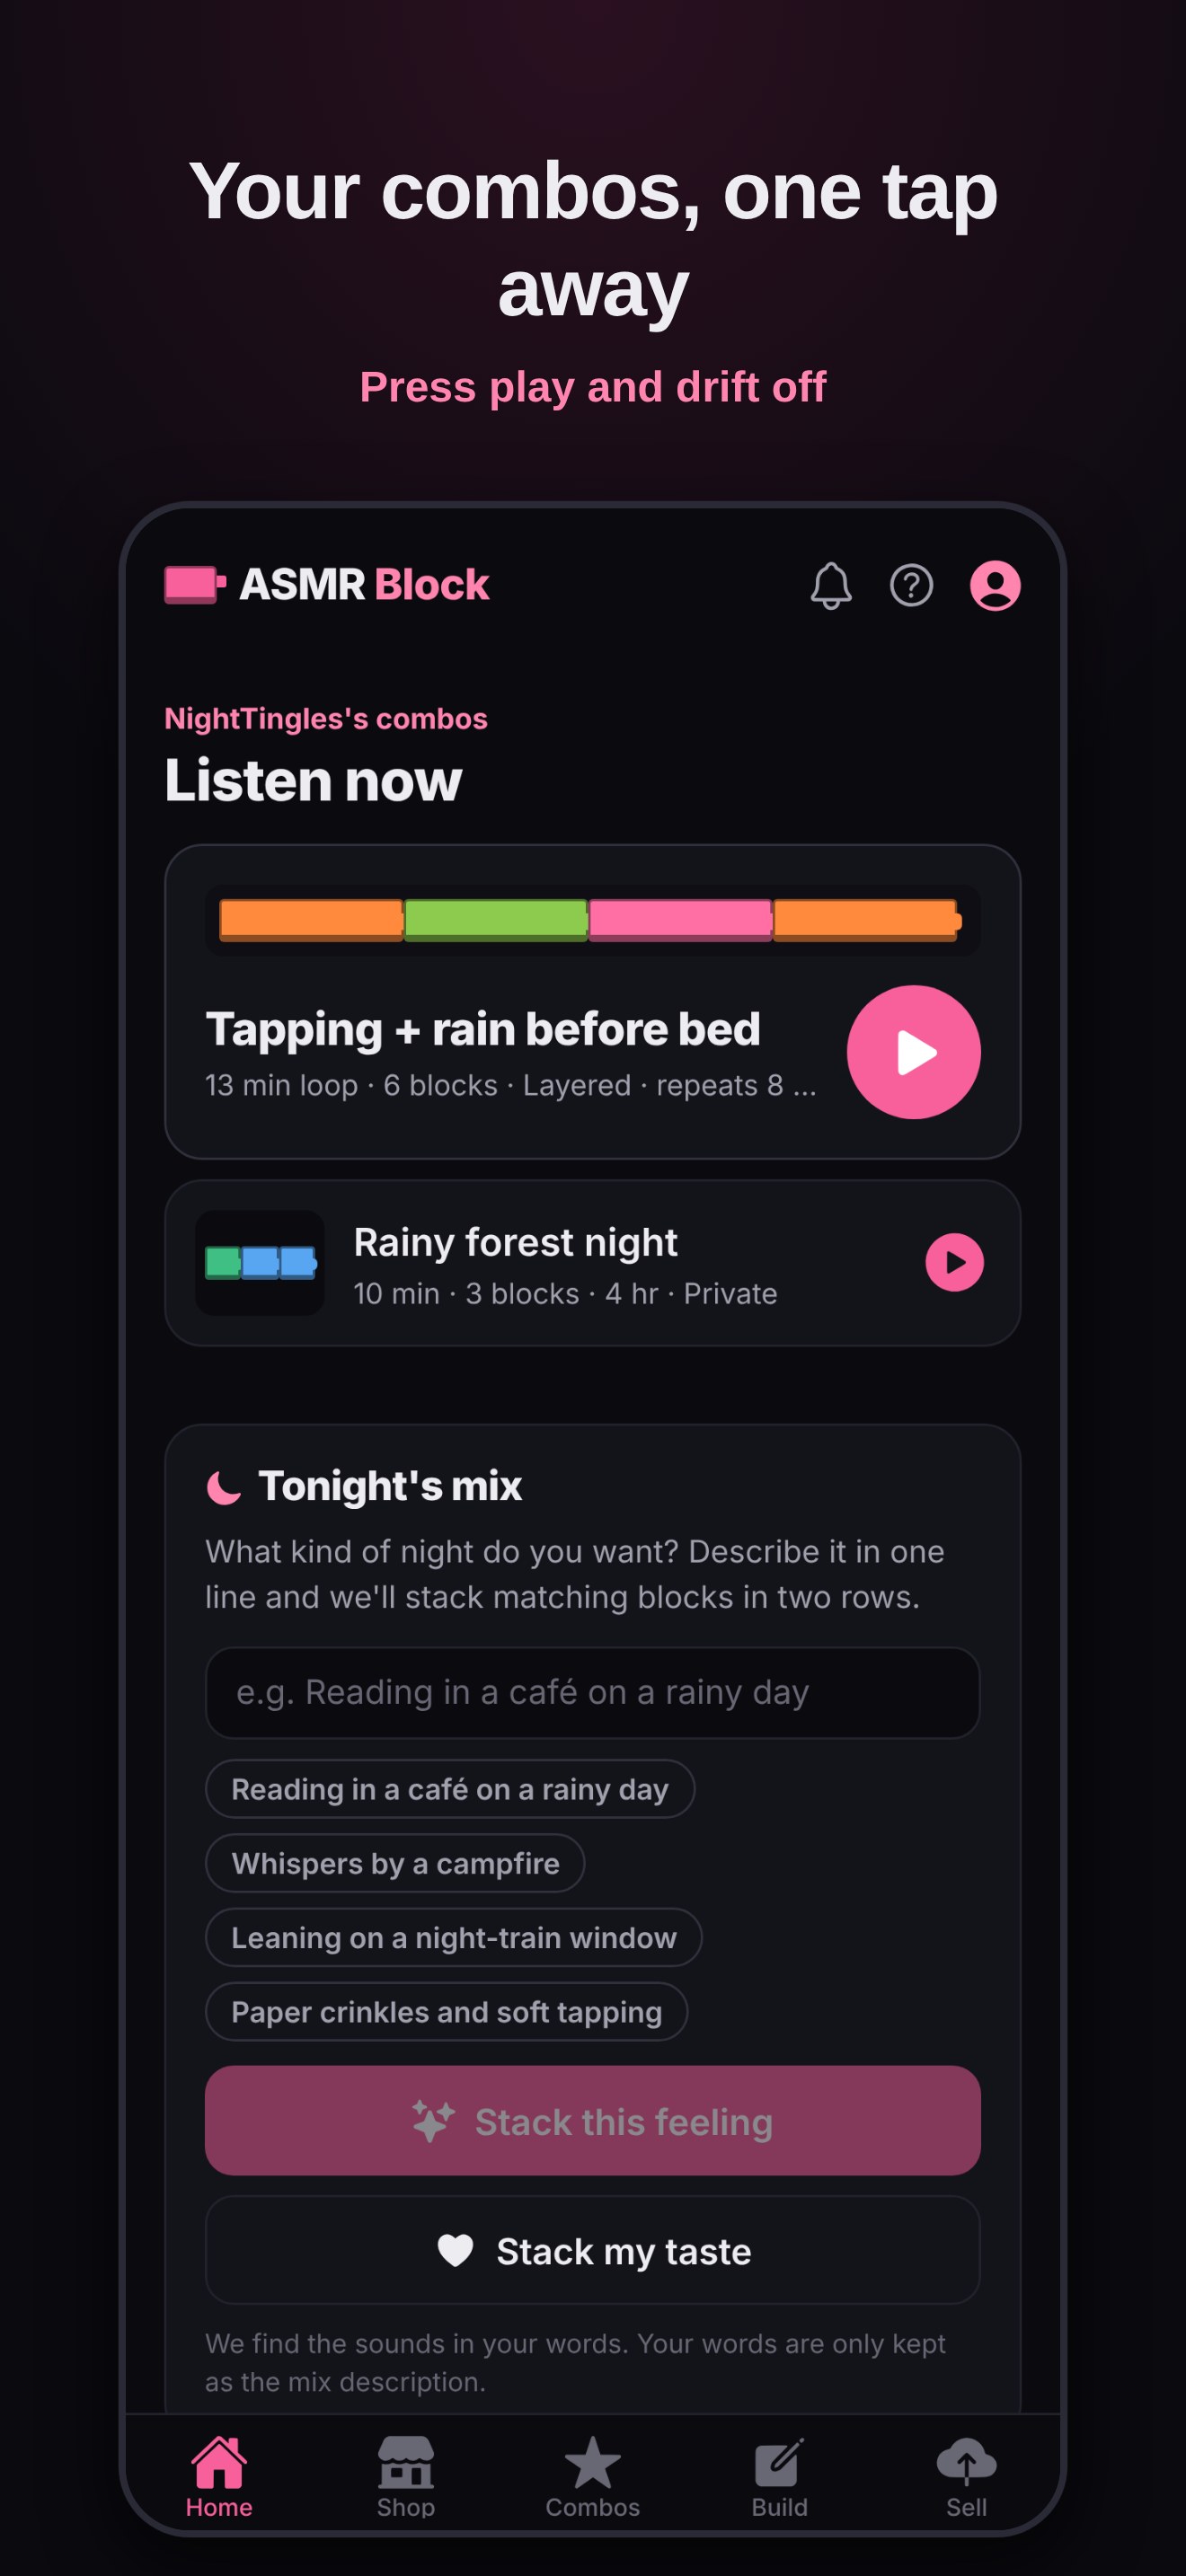 Your combos, one tap
away
Press play and drift off
ASMR Block
NightTingles's combos
Listen now
Tapping + rain before bed
13 min loop · 6 blocks · Layered · repeats 8 ...
Rainy forest night
10 min · 3 blocks · 4 hr · Private
Tonight's mix
What kind of night do you want? Describe it in one
line and we'll stack matching blocks in two rows.
e.g. Reading in a café on a rainy day
Reading in a café on a rainy day
Whispers by a campfire
Leaning on a night-train window
Paper crinkles and soft tapping
Stack this feeling
Stack my taste
We find the sounds in your words. Your words are only kept
as the mix description.
Home Shop Combos Build Sell